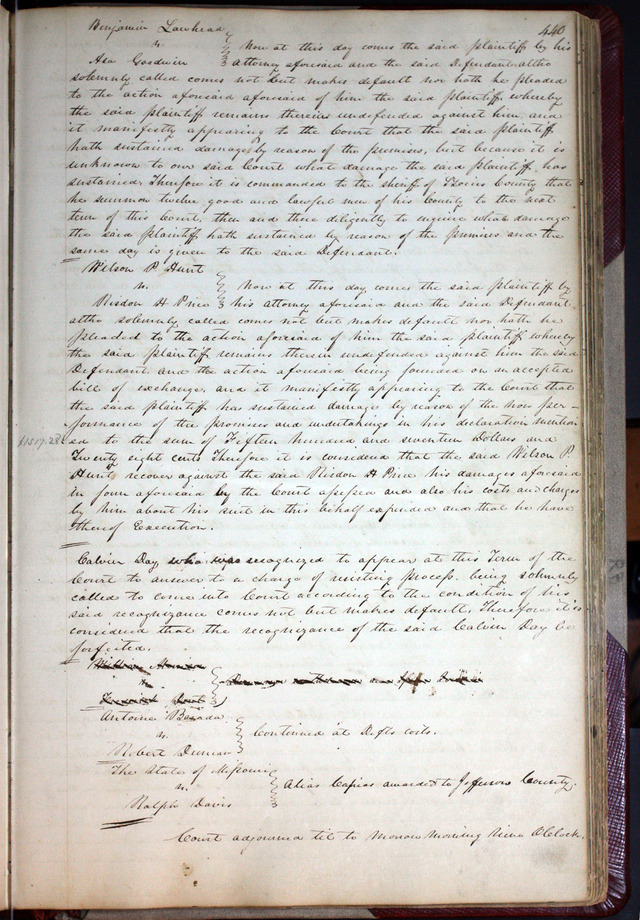 440
Benjamin Lawhead
vs.
Asa Goodwin
Now at this day comes the said plaintiff by his
attorney aforesaid and the said Defendant altho
solemnly called comes not but makes default nor hath he pleaded
to the action aforesaid aforesaid of him the said plaintiff whereby
the said plaintiff remains therein undefended against him and
it manifestly appearing to the Court that the said plaintiff
hath sustained damages by reason of the premises, but because it is
unknown to our said Court what damage the said plaintiff has
sustained, Therefore it is commanded to the sheriff of County that
he summon twelve good and lawful men of his County to the next
term of this Court, then and there diligently to enquire what damage
the said plaintiff hath sustained by reason of the premises and the
same day is given to the said Defendant.
Wilson P. Hunt
vs.
Risdon H Price
Now at this day comes the said plaintiff by
his attorney aforesaid and the said Defendant
altho solemnly called comes not but makes default nor hath he
pleaded to the action aforesaid of him the said plaintiff whereby
the said plaintiff remains therein undefended against him the said
Defendant and the action aforesaid being founded on an accepted
bill of exchange and it manifestly appearing to the Court that
the said plaintiff has sustained damages by reason of the non per-
formance of the promises and undertakings in his declaration mention
$1517.28
ed to the sum of Fifteen hundred and seventeen Dollars and
Twenty eight cents Therefore it is considered that the said Wilson P.
Hunt recover against the said Risdon H Price his damages aforesaid
in form aforesaid by the Court assessed and also his costs and charges
by him about his suit in this behalf expended and that he have
thereof Execution.
Calvin Day who was recognized to appear at this Term of the
Court to answer to a charge of resisting process being solemnly
called to come into Court according to the condition of his
said recognizance comes not but makes default. Therefore it is
considered that the recognizance of the said Calvin Day be
forfeited.
vs
Antoine
vs.
Robert Duncan
Continued at Defts costs.
The State of Missouri
vs.
Ralph Davis
Alias Capias awarded to Jefferson County.
Court adjourned til to morrow morning Nine OClock.